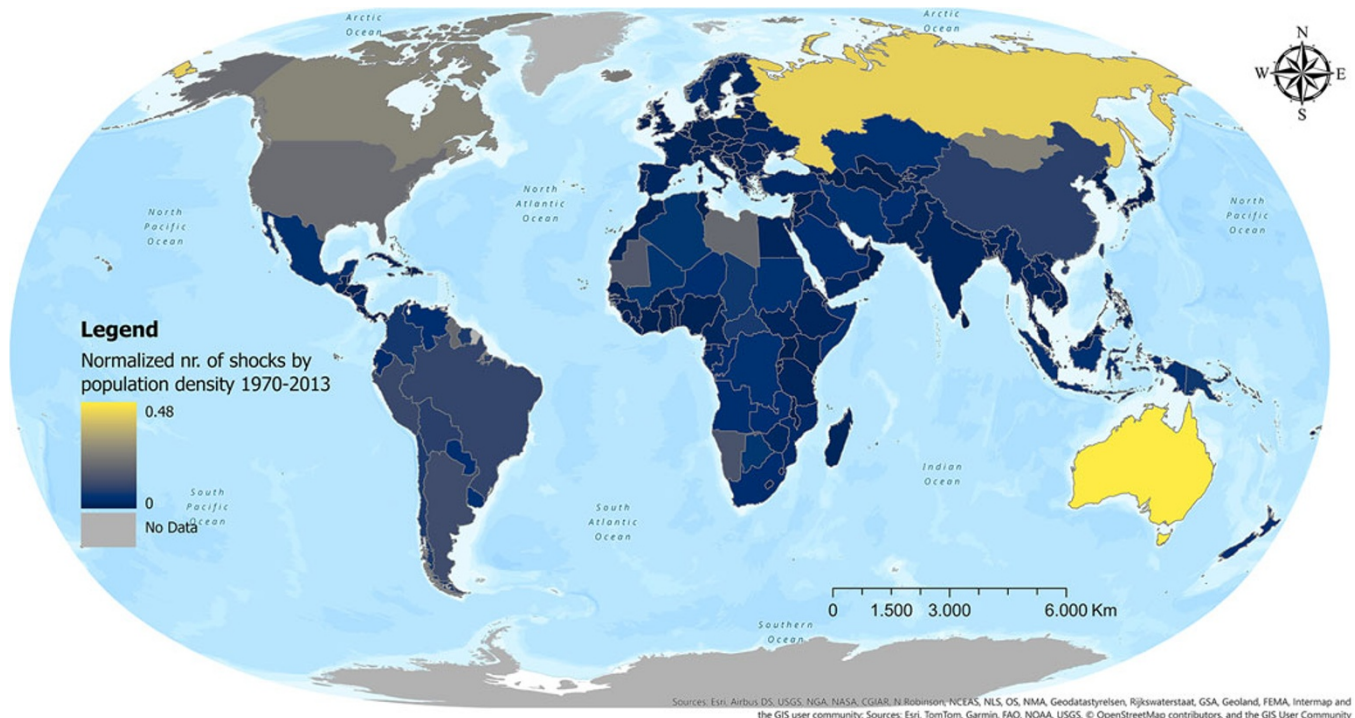 Arctic
Ocean
Arctic
Ocean
N
W
E
S
North
Pacific
Ocean
North
Atlantic
Ocean
North
Pacific
Ocean
Legend
Normalized nr. of shocks by
population density 1970-2013
0.48
0
No Data
South
Pacific
Ocean
South
Atlantic
Ocean
Indian
Ocean
0 1.500 3.000 6.000 Km
Southern
Ocean
Sources: Esri, Airbus DS, USGS, NGA, NASA, CGIAR, N Robinson, NCEAS, NLS, OS, NMA, Geodatastyrelsen, Rijkswaterstaat, GSA, Geoland, FEMA, Intermap and
the GIS user community; Sources: Esri, TomTom, Garmin, FAO, NOAA, USGS, © OpenStreetMap contributors, and the GIS User Community